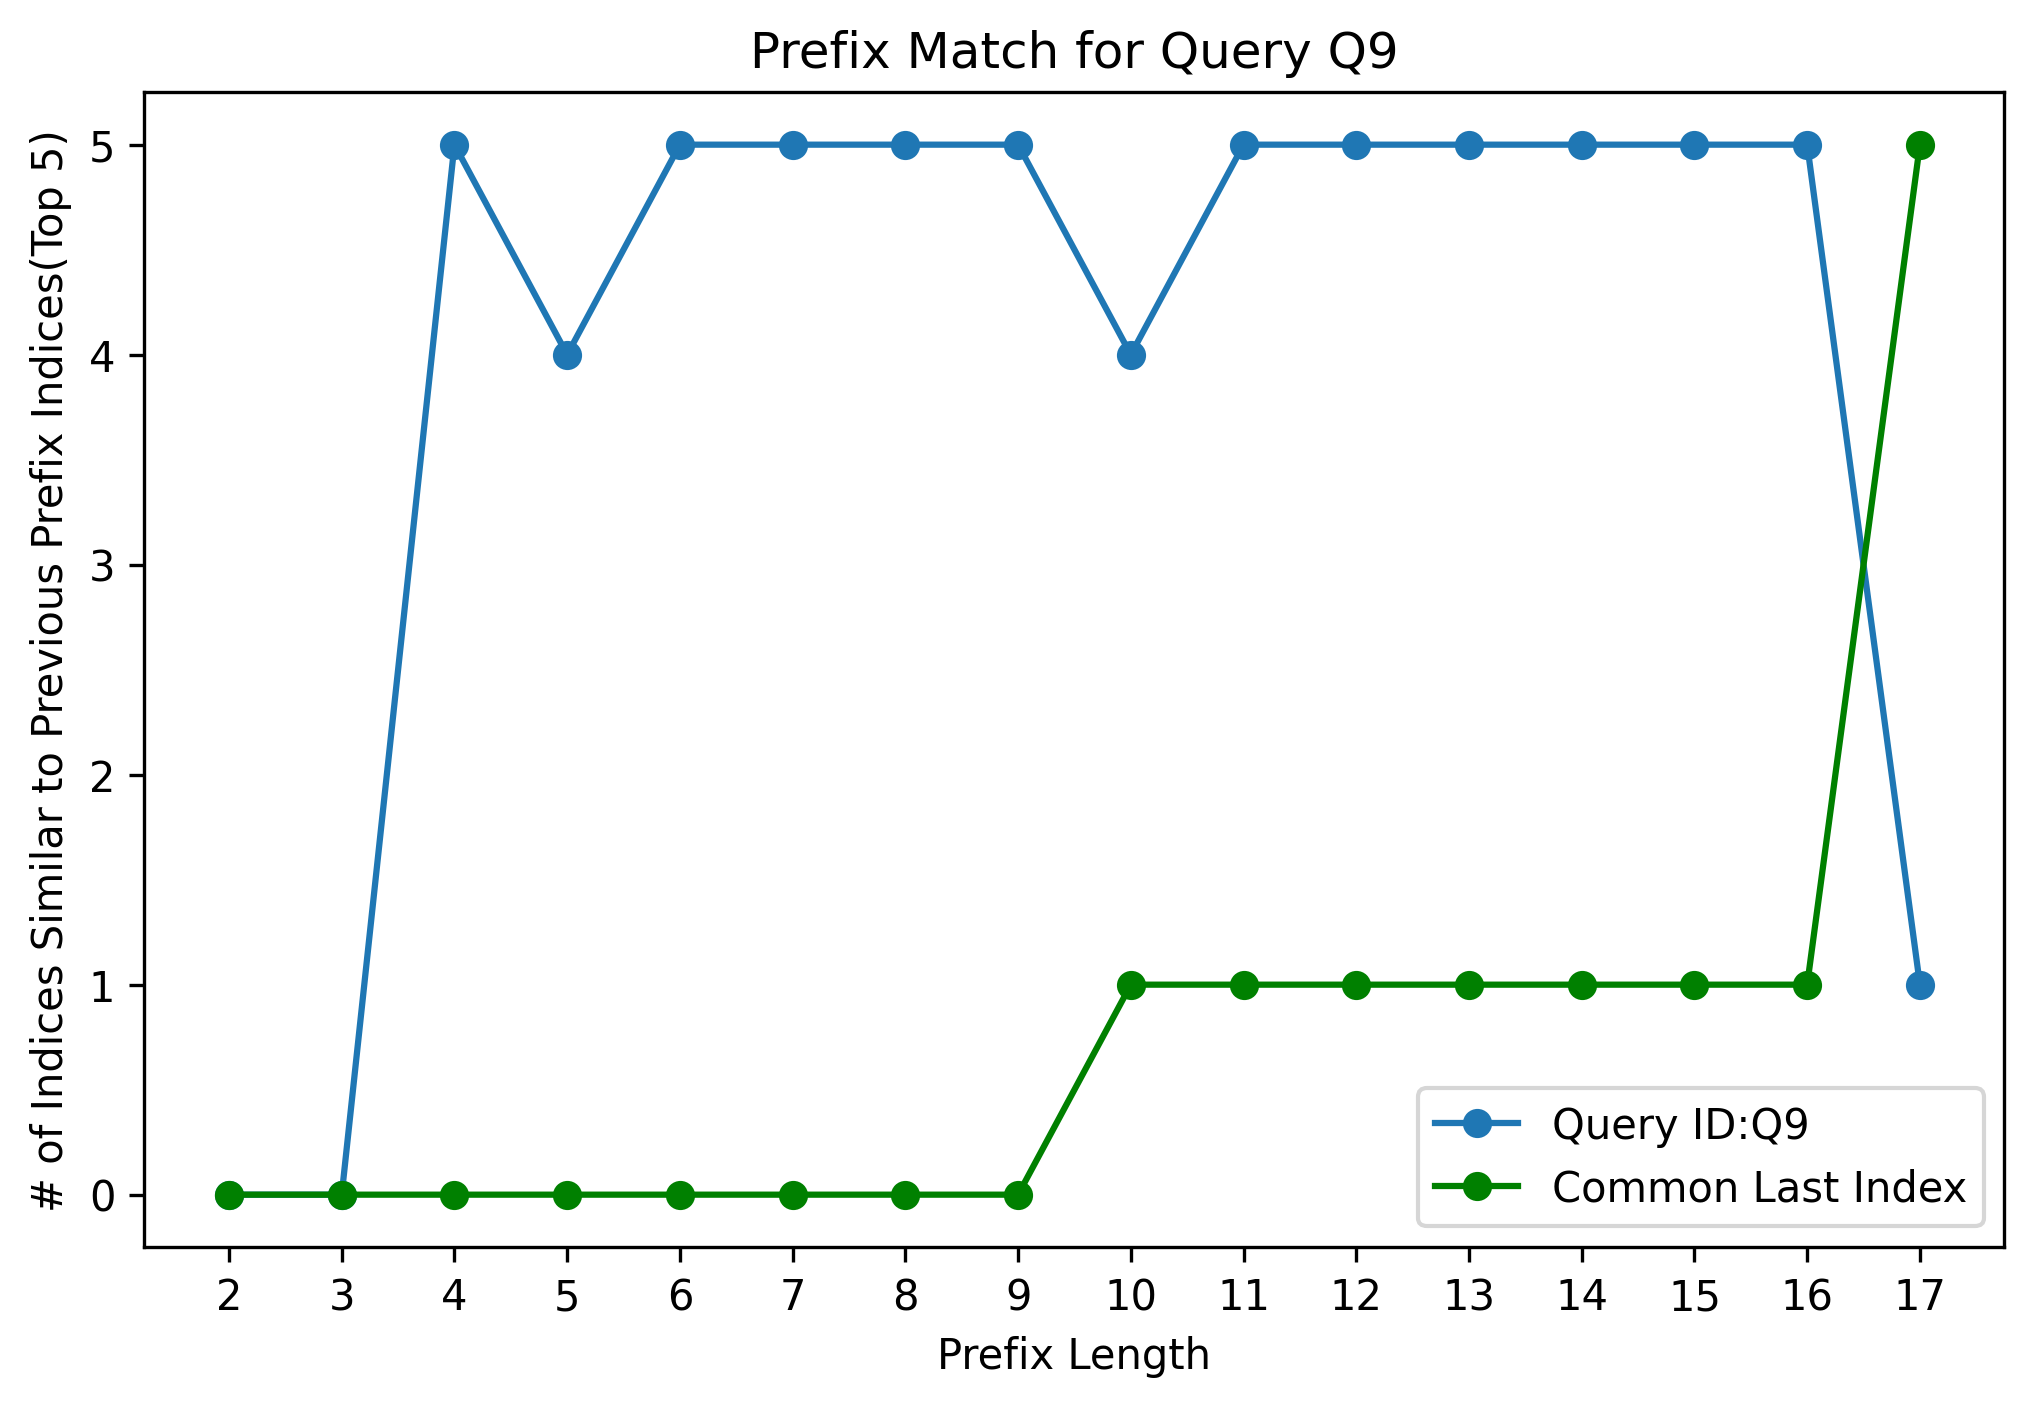 Prefix Match for Query Q9
# of Indices Similar to Previous Prefix Indices(Top 5)
5
4
3
2
1
0
Query ID:Q9
Common Last Index
2 3 4 5 6 7 8 9 10 11 12 13 14 15 16 17
Prefix Length